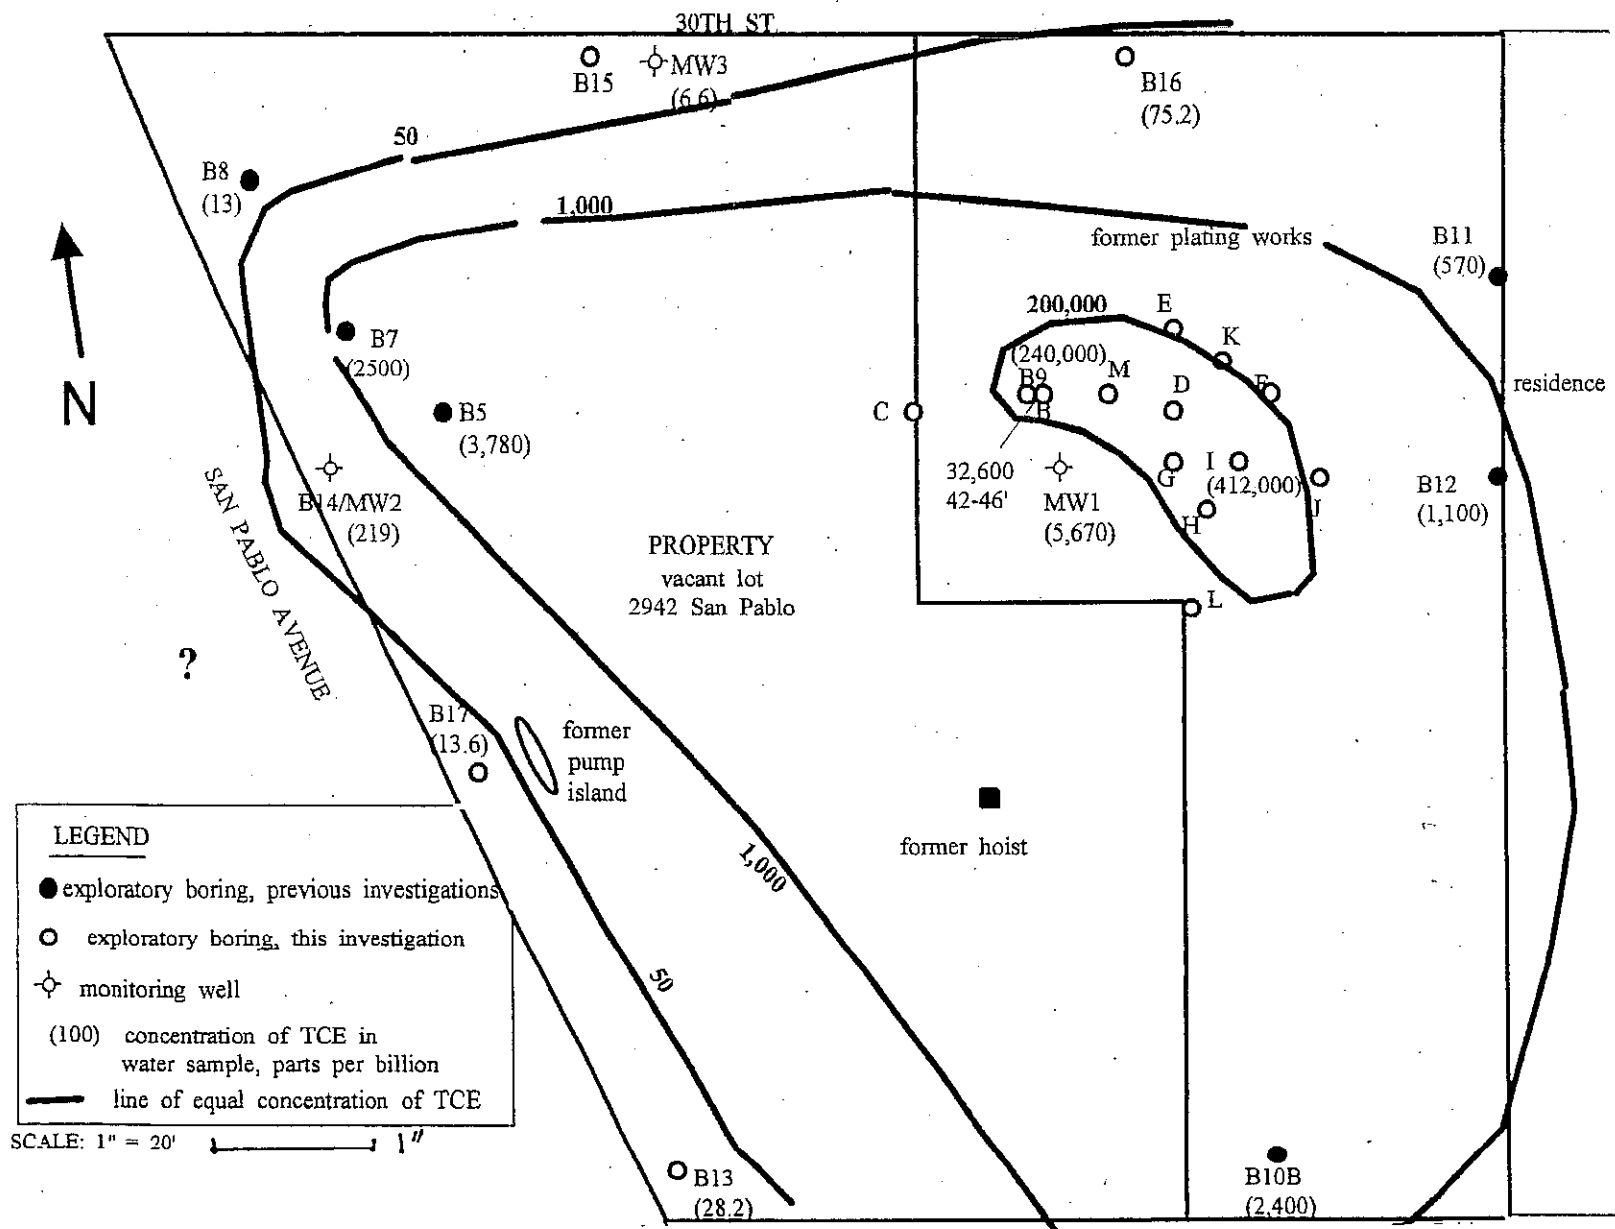 30TH ST.
B15
MW3
(6.6)
B16
(75.2)
50
B8
(13)
1,000
former plating works
B11
(570)
N
B7
(2500)
B5
(3,780)
200,000
E
K
(240,000)
B9
B
M
D
F
residence
C
SAN PABLO AVENUE
B14/MW2
(219)
32,600
42-46'
MW1
(5,670)
G
I
(412,000)
H
J
B12
(1,100)
PROPERTY
vacant lot
2942 San Pablo
L
?
B17
(13.6)
former
pump
island
former hoist
1,000
50
LEGEND
exploratory boring, previous investigations
exploratory boring, this investigation
monitoring well
(100) concentration of TCE in
water sample, parts per billion
line of equal concentration of TCE
SCALE: 1" = 20' 1"
B13
(28.2)
B10B
(2,400)